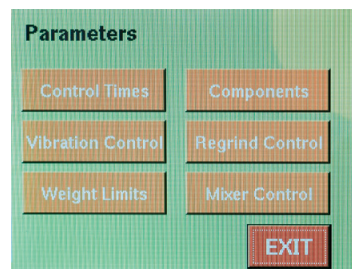 Parameters
Control Times
Components
Vibration Control
Regrind Control
Weight Limits
Mixer Control
EXIT